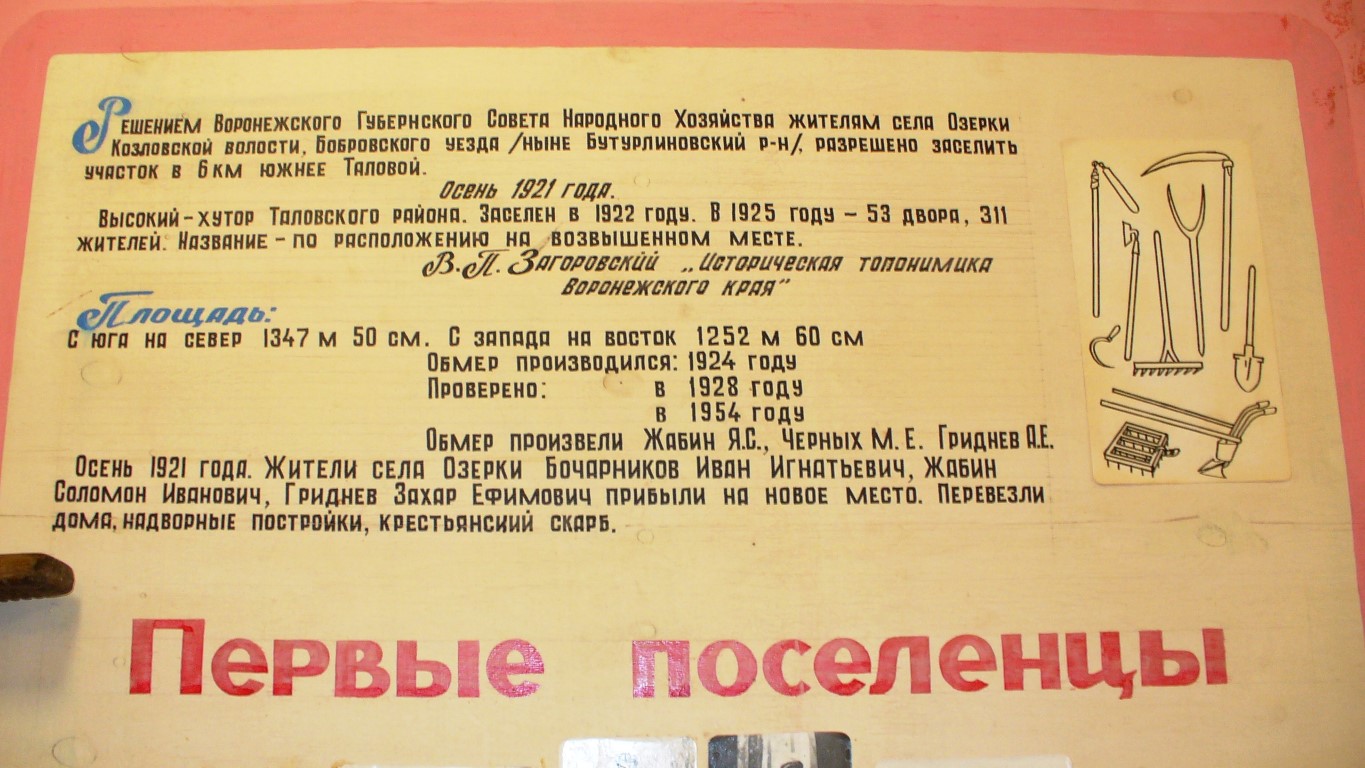 Решением Воронежского Губернского Совета Народного Хозяйства жителям села Озерки
Козловской волости, Бобровского уезда /ныне Бутурлиновский р-н/, разрешено заселить
участок в 6 км южнее Таловой.
Осень 1921 года.
Высокий - хутор Таловского района. Заселен в 1922 году. В 1925 году - 53 двора, 311
жителей. Название - по расположению на возвышенном месте.
В.П. Загоровский „Историческая топонимика
Воронежского края"
Площадь:
С юга на север 1347 м 50 см. С запада на восток 1252 м 60 см
Обмер производился: 1924 году
Проверено: в 1928 году
в 1954 году
Обмер произвели Жабин Я.С., Черных М.Е. Гриднев А.Е.
Осень 1921 года. Жители села Озерки Бочарников Иван Игнатьевич, Жабин
Соломон Иванович, Гриднев Захар Ефимович прибыли на новое место. Перевезли
дома, надворные постройки, крестьянсиий скарб.
Первые поселенцы